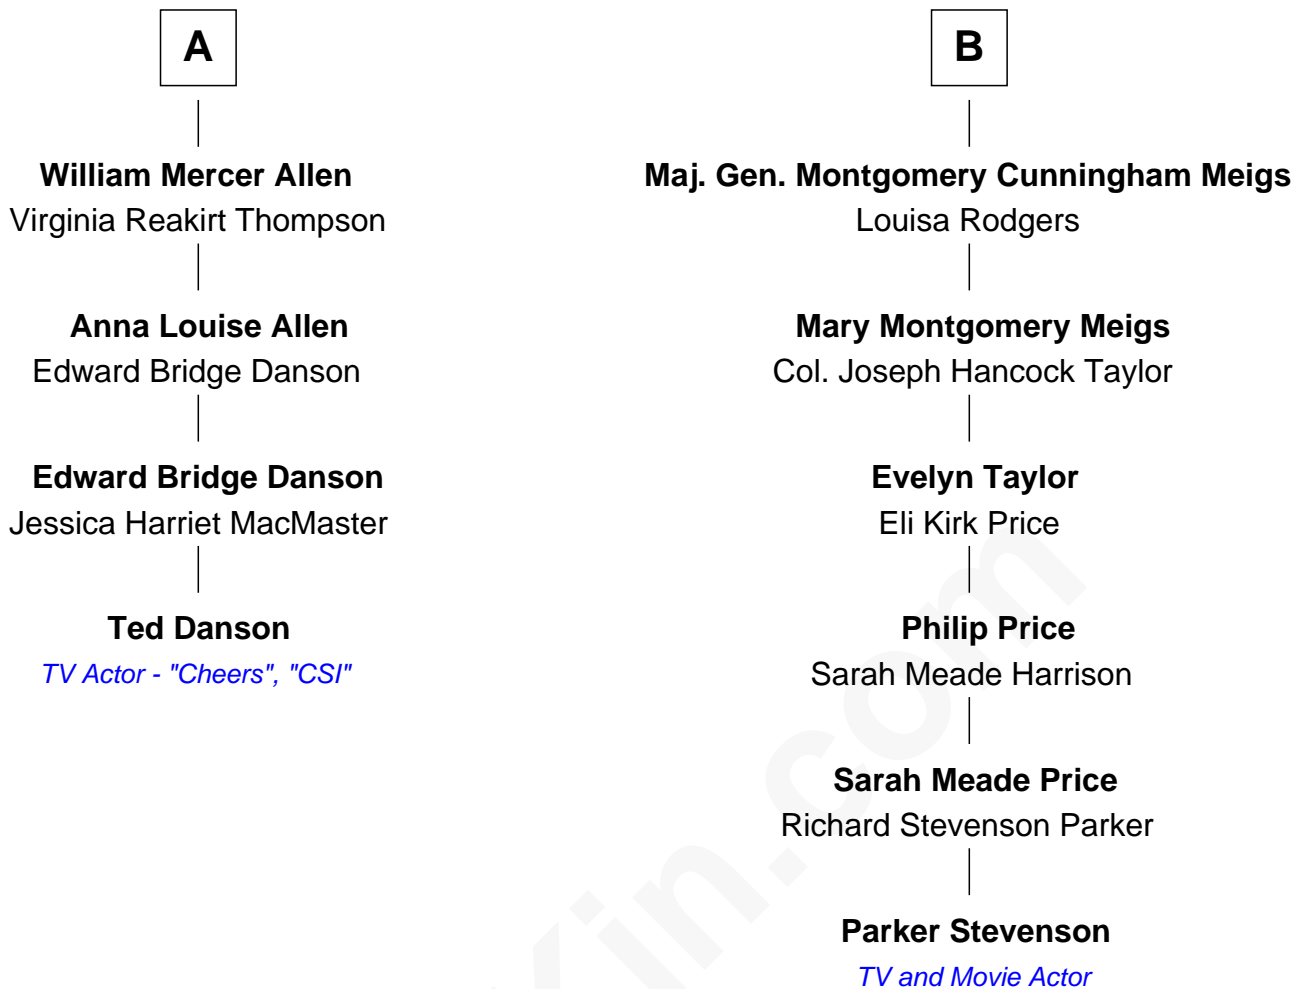 A
William Mercer Allen
Virginia Reakirt Thompson
Anna Louise Allen
Edward Bridge Danson
Edward Bridge Danson
Jessica Harriet MacMaster
Ted Danson
TV Actor - "Cheers", "CSI"
B
Maj. Gen. Montgomery Cunningham Meigs
Louisa Rodgers
Mary Montgomery Meigs
Col. Joseph Hancock Taylor
Evelyn Taylor
Eli Kirk Price
Philip Price
Sarah Meade Harrison
Sarah Meade Price
Richard Stevenson Parker
Parker Stevenson
TV and Movie Actor
Kin.com